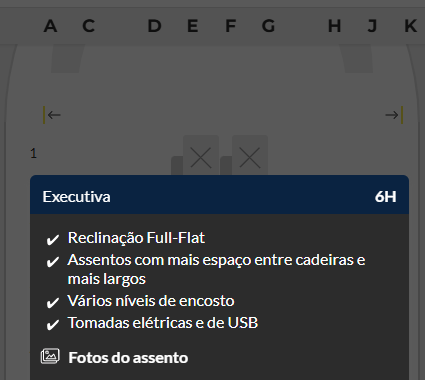 A C D E F G H J K
1
Executiva 6H
✔ Reclinação Full-Flat
✔ Assentos com mais espaço entre cadeiras e
mais largos
✔ Vários níveis de encosto
✔ Tomadas elétricas e de USB
Fotos do assento